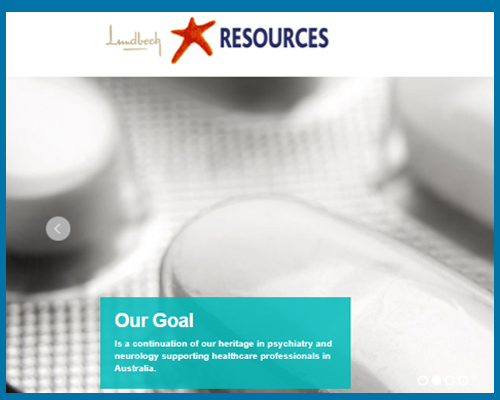 Lundbeck RESOURCES
Our Goal
Is a continuation of our heritage in psychiatry and
neurology supporting healthcare professionals in
Australia.